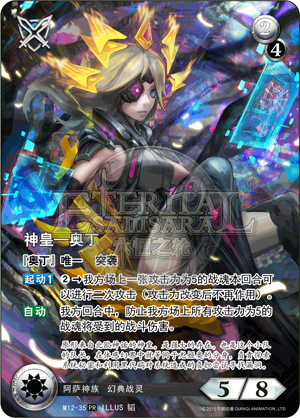 2
4
ETERNAL
SAMSARA
永恒之轮
神皇—奥丁
『奥丁』唯一 突袭
起动1 ②→我方场上一张攻击力为5的战魂本回合可
以进行二次攻击（攻击力改变后不再作用）.
自动 我方回合中，防止我方场上所有攻击力为5的战
魂将受到的战斗伤害.
阿萨神族 幻典战灵
5 / 8
M12-35 PR ILLUS 韬